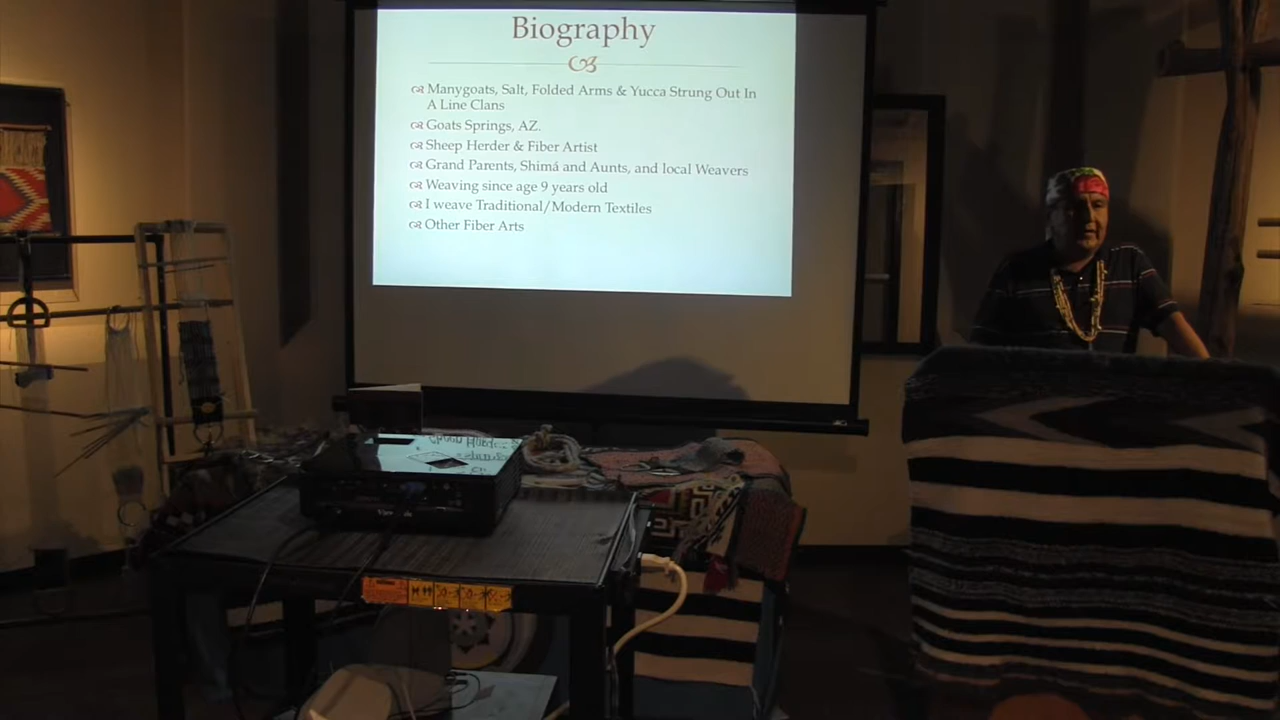 Biography
Manygoats, Salt, Folded Arms & Yucca Strung Out In
A Line Clans
Goats Springs, AZ.
Sheep Herder & Fiber Artist
Grand Parents, Shimá and Aunts, and local Weavers
Weaving since age 9 years old
I weave Traditional/Modern Textiles
Other Fiber Arts